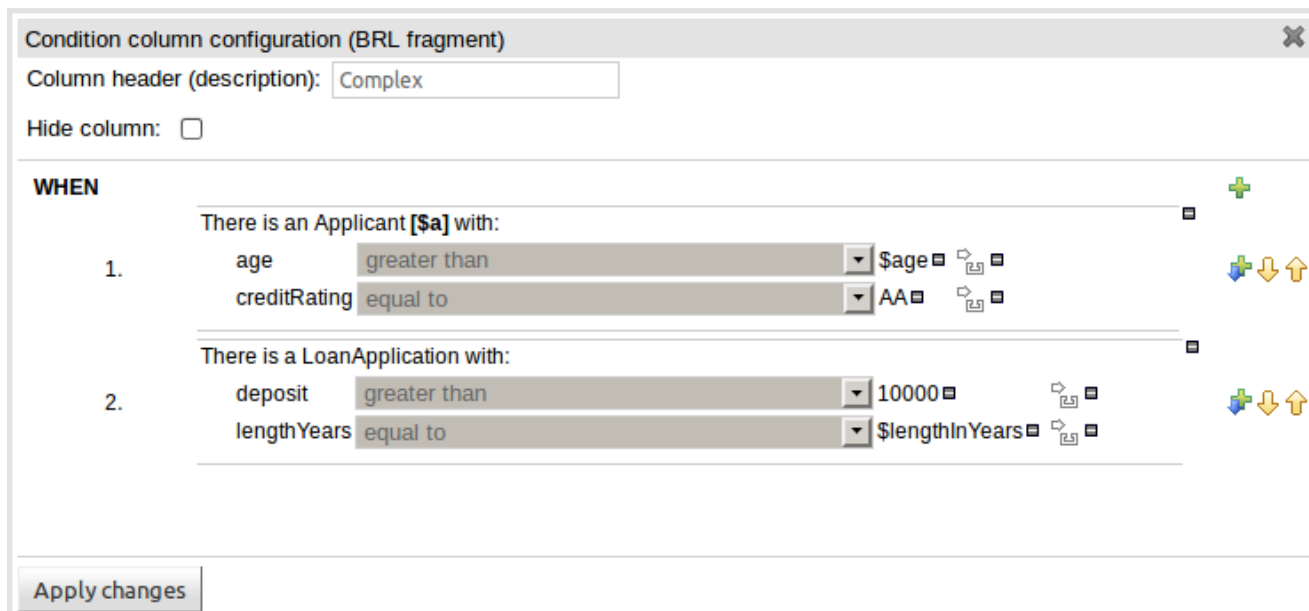 Condition column configuration (BRL fragment)
Column header (description): Complex
Hide column:
WHEN
There is an Applicant [$a] with:
1.
age greater than $age
creditRating equal to AA
There is a LoanApplication with:
2.
deposit greater than 10000
lengthYears equal to $lengthInYears
Apply changes